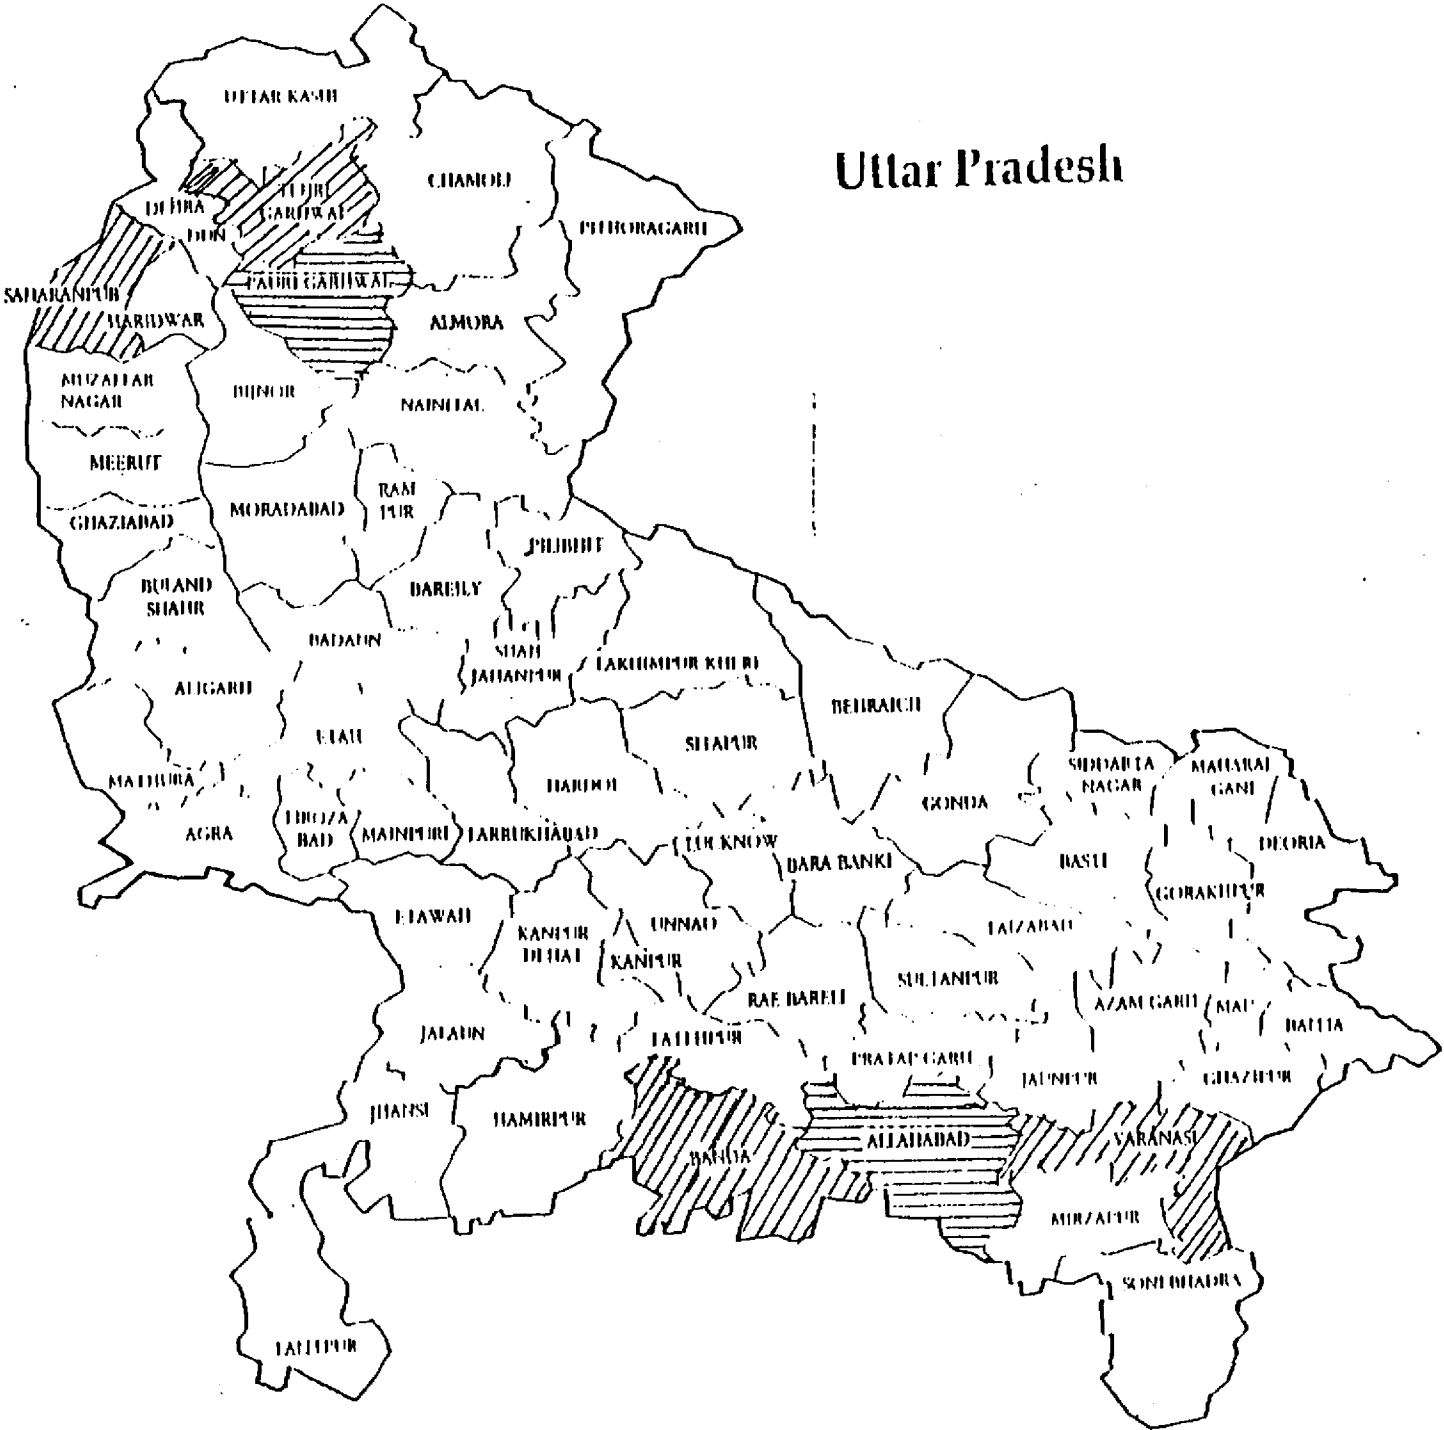 Uttar Pradesh
UTTAR KASHI
CHAMOLI
TEHRI
GARHWAL
DEHRA
DUN
PITHORAGARH
PAURI GARHWAL
SAHARANPUR
HARIDWAR
ALMORA
MUZAFFAR
NAGAR
BIJNOR
NAINITAL
MEERUT
RAM
PUR
MORADABAD
GHAZIABAD
PILIBHIT
BULAND
SHAHR
BAREILY
BADAUN
SHAH
JAHANPUR
LAKHIMPUR KHERI
ALIGARH
BEHRAICH
ETAH
SITAPUR
SIDDARTA
NAGAR
MAHARAJ
GANJ
MATHURA
HARDOI
GONDA
FIROZA
BAD
AGRA
MAINPURI
FARRUKHABAD
LUCKNOW
DEORIA
BARA BANKI
BASTI
GORAKHPUR
ETAWAH
UNNAO
FAIZABAD
KANPUR
DEHAT
KANPUR
SULTANPUR
RAE BARELI
AZAM GARH
MAU
BALLIA
JALAUN
FATEHPUR
PRATAP GARH
JAUNPUR
GHAZIPUR
JHANSI
HAMIRPUR
ALLAHABAD
VARANASI
BANDA
MIRZAPUR
SONEBHADRA
LALITPUR